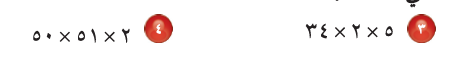 ٣ ٥ × ٢ × ٣٤
٤ ٢ × ٥١ × ٥٠